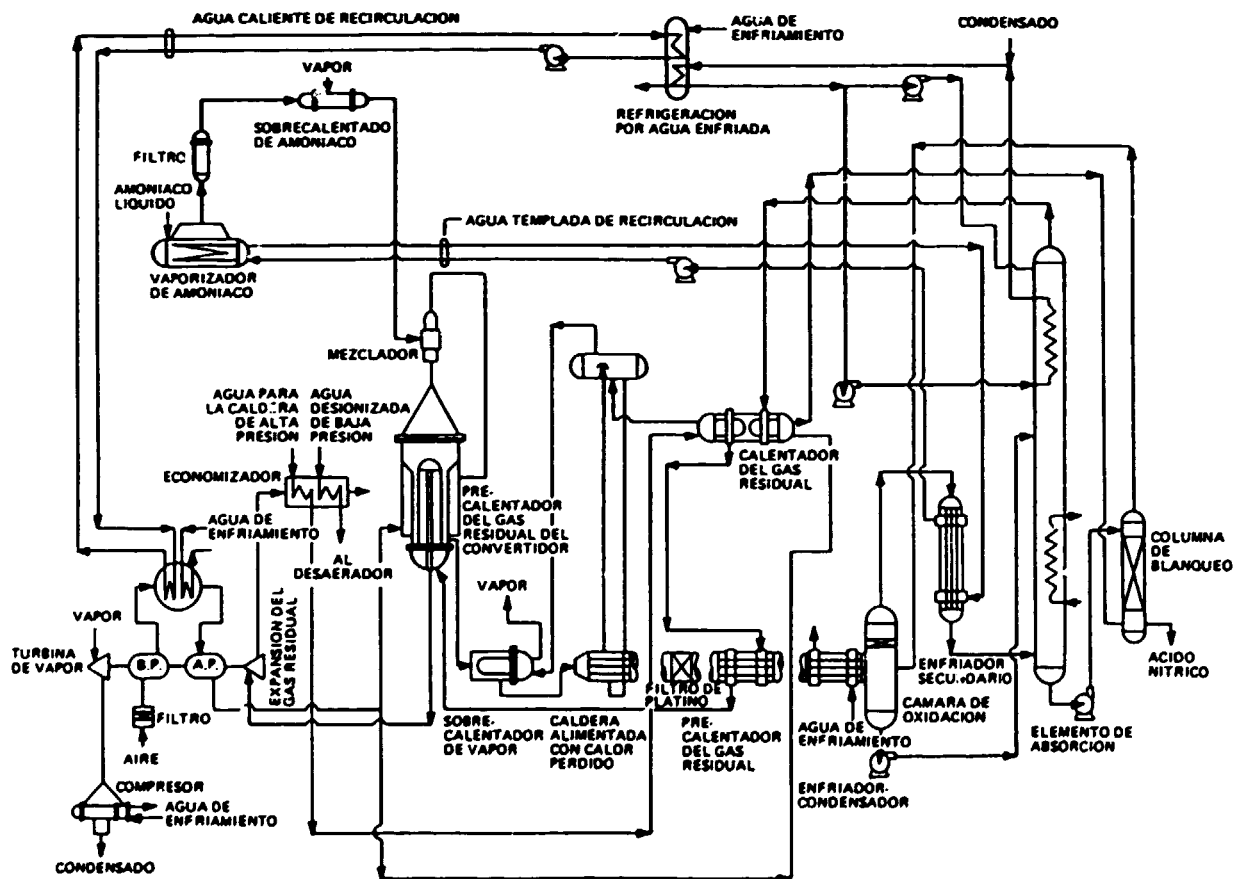 AGUA CALIENTE DE RECIRCULACION
AGUA DE
ENFRIAMIENTO
CONDENSADO
VAPOR
SOBRECALENTADO
DE AMONIACO
REFRIGERACION
POR AGUA ENFRIADA
FILTRO
AMONIACO
LIQUIDO
AGUA TEMPLADA DE RECIRCULACION
VAPORIZADOR
DE AMONIACO
MEZCLADOR
AGUA PARA
LA CALDERA
DE ALTA
PRESION
AGUA
DESIONIZADA
DE BAJA
PRESION
CALENTADOR
DEL GAS
RESIDUAL
ECONOMIZADOR
PRE-
CALENTADOR
DEL GAS
RESIDUAL DEL
CONVERTIDOR
AGUA DE
ENFRIAMIENTO
AL
DESAERADOR
COLUMNA
DE
BLANQUEO
VAPOR
VAPOR
TURBINA
DE VAPOR
B.P.
A.P.
EXPANSION DEL
GAS RESIDUAL
ACIDO
NITRICO
ENFRIADOR
SECUNDARIO
FILTRO DE
PLATINO
FILTRO
AIRE
SOBRE-
CALENTADOR
DE VAPOR
CALDERA
ALIMENTADA
CON CALOR
PERDIDO
PRE-
CALENTADOR
DEL GAS
RESIDUAL
AGUA DE
ENFRIAMIENTO
CAMARA DE
OXIDACION
ELEMENTO DE
ABSORCION
ENFRIADOR-
CONDENSADOR
COMPRESOR
AGUA DE
ENFRIAMIENTO
CONDENSADO